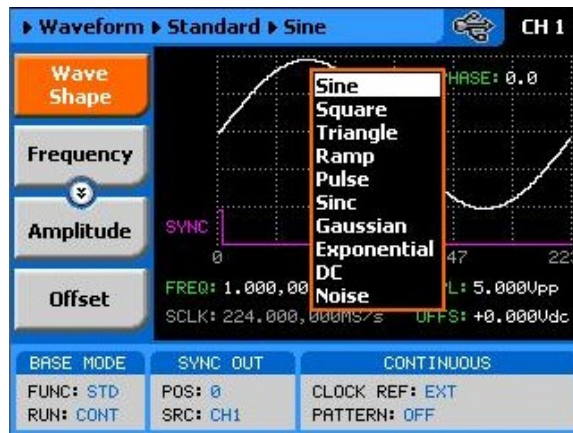 Waveform Standard Sine CH 1
Wave
Shape
Frequency
Amplitude
Offset
PHASE: 0.0
Sine
Square
Triangle
Ramp
Pulse
Sinc
Gaussian
Exponential
DC
Noise
SYNC
0 47 22
FREQ: 1.000,00 L: 5.000Vpp
SCLK: 224.000,000MS/s OFFS: +0.000Vdc
BASE MODE SYNC OUT CONTINUOUS
FUNC: STD POS: 0 CLOCK REF: EXT
RUN: CONT SRC: CH1 PATTERN: OFF